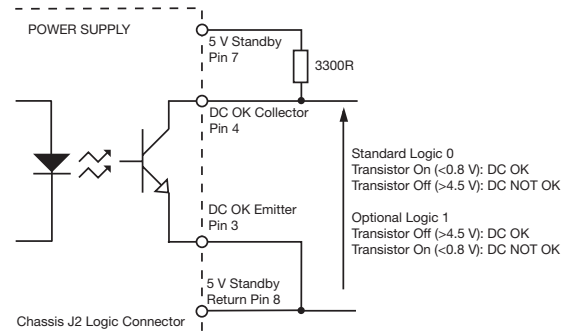 POWER SUPPLY
5 V Standby
Pin 7
3300R
DC OK Collector
Pin 4
Standard Logic 0
Transistor On (<0.8 V): DC OK
Transistor Off (>4.5 V): DC NOT OK
Optional Logic 1
Transistor Off (>4.5 V): DC OK
Transistor On (<0.8 V): DC NOT OK
DC OK Emitter
Pin 3
5 V Standby
Return Pin 8
Chassis J2 Logic Connector